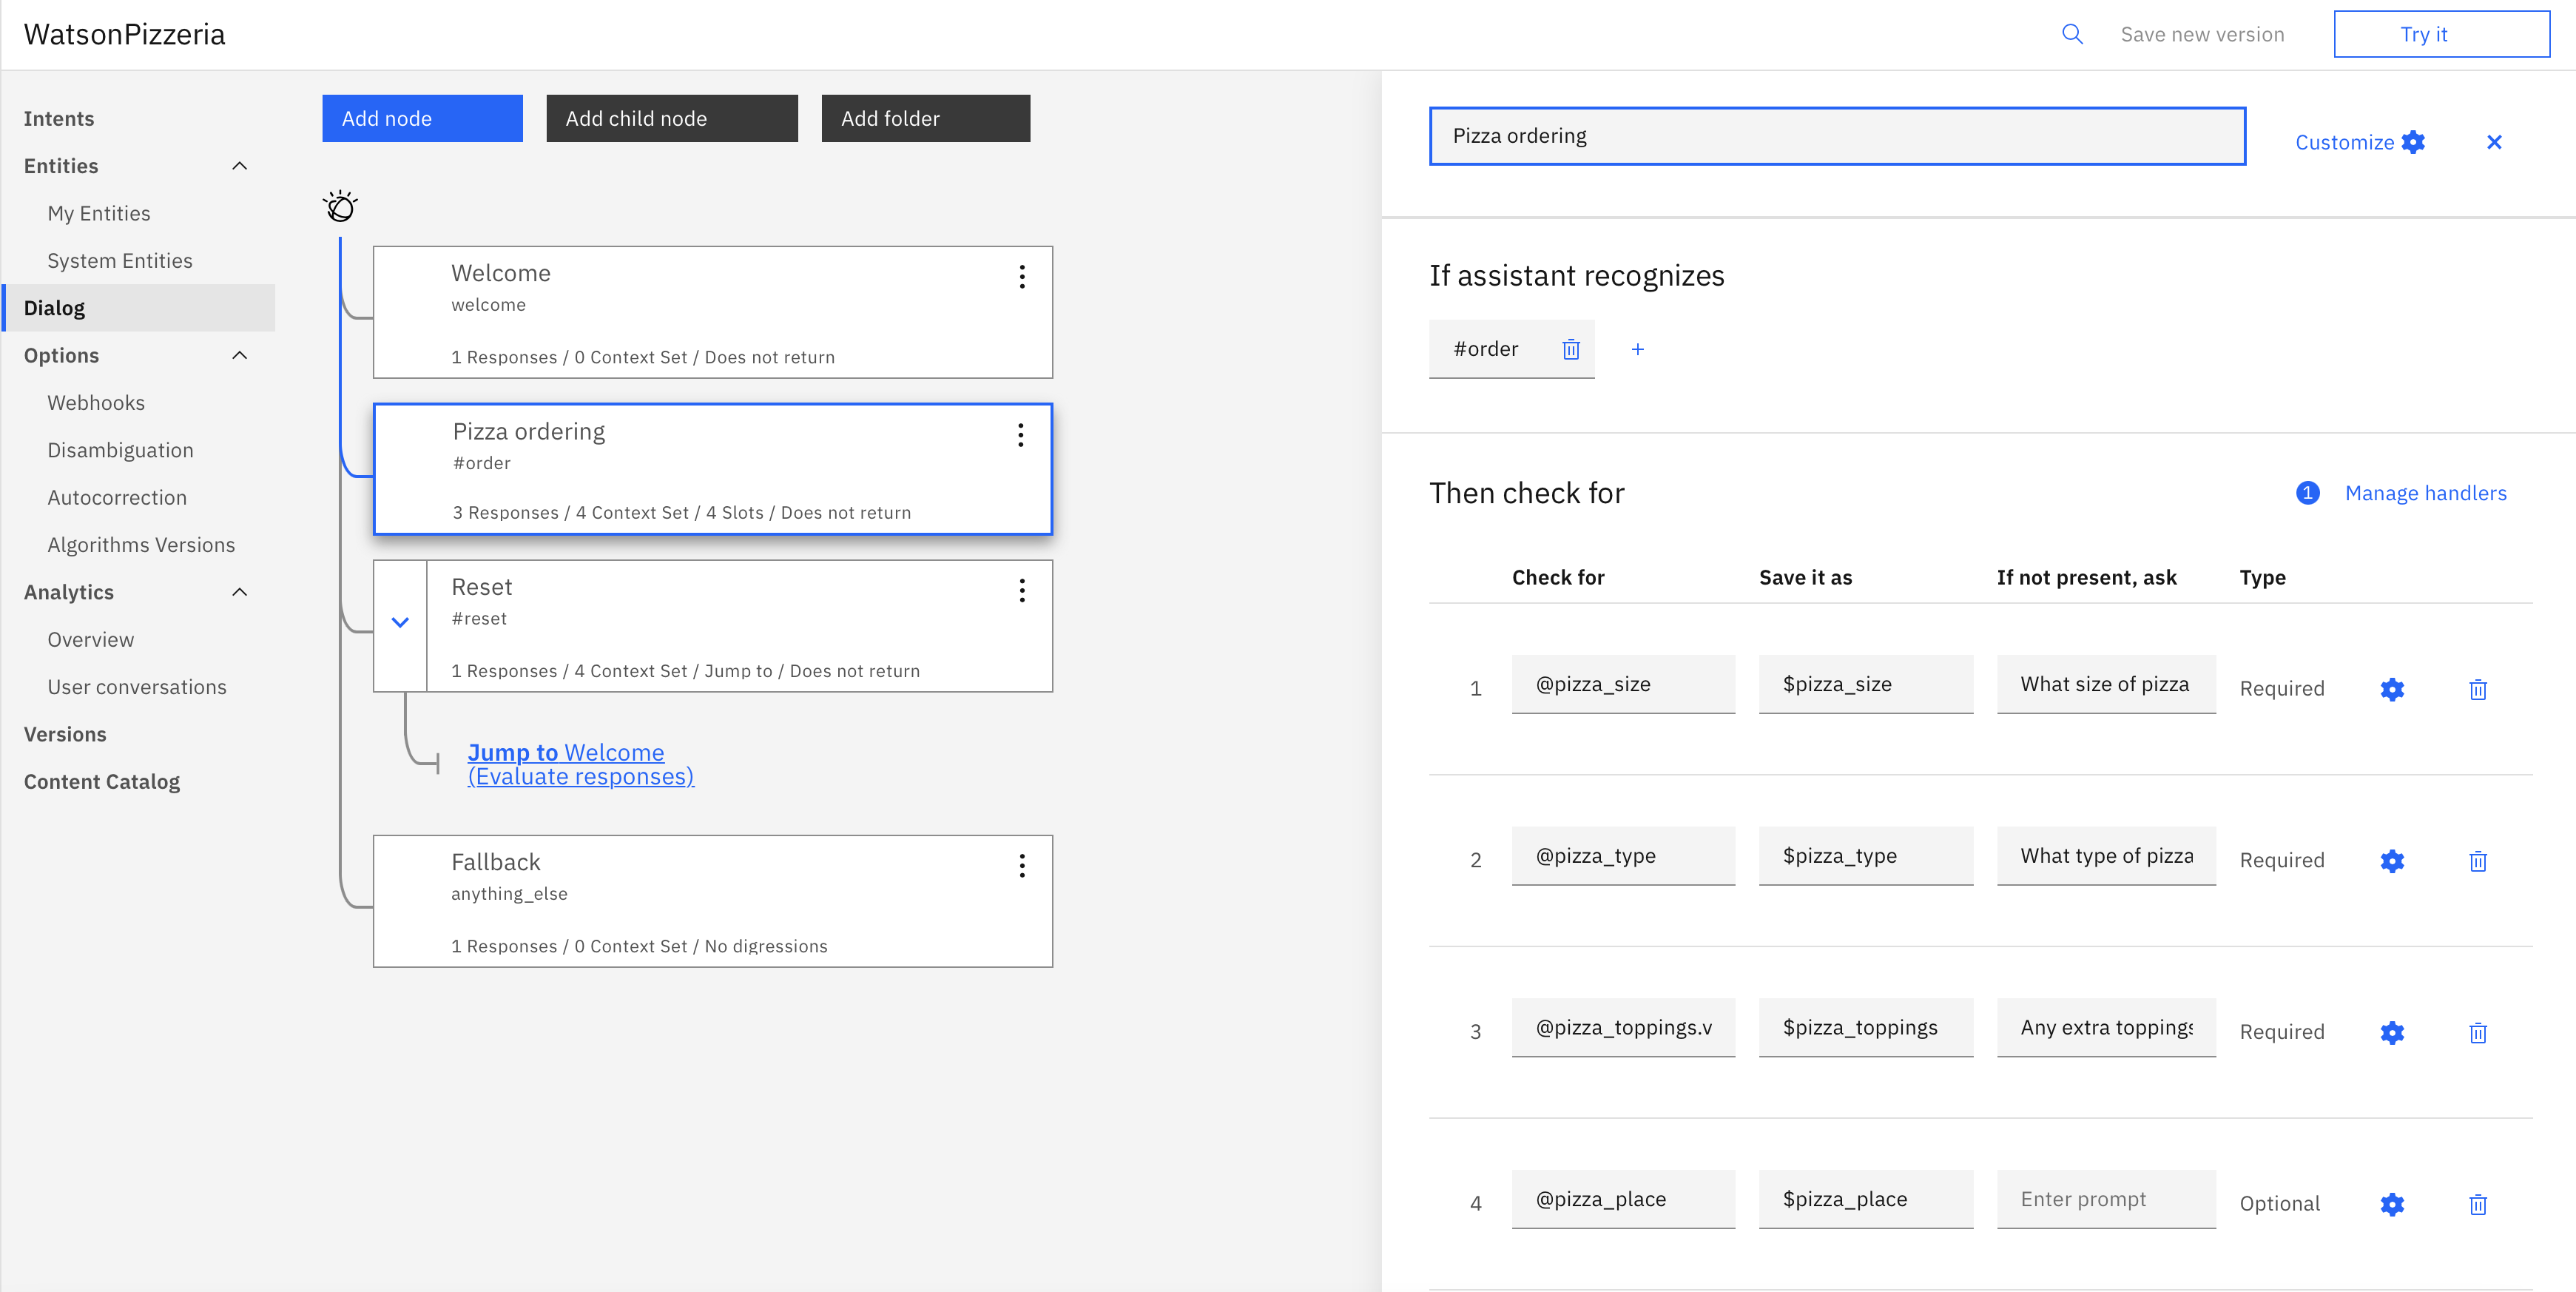 WatsonPizzeria
Save new version
Try it
Intents
Entities
My Entities
System Entities
Dialog
Options
Webhooks
Disambiguation
Autocorrection
Algorithms Versions
Analytics
Overview
User conversations
Versions
Content Catalog
Add node
Add child node
Add folder
Welcome
welcome
1 Responses / 0 Context Set / Does not return
Pizza ordering
#order
3 Responses / 4 Context Set / 4 Slots / Does not return
Reset
#reset
1 Responses / 4 Context Set / Jump to / Does not return
Jump to Welcome
(Evaluate responses)
Fallback
anything_else
1 Responses / 0 Context Set / No digressions
Pizza ordering
Customize
If assistant recognizes
#order
+
Then check for
1 Manage handlers
Check for Save it as If not present, ask Type
1 @pizza_size $pizza_size What size of pizza Required
2 @pizza_type $pizza_type What type of pizza Required
3 @pizza_toppings.v $pizza_toppings Any extra toppings Required
4 @pizza_place $pizza_place Enter prompt Optional